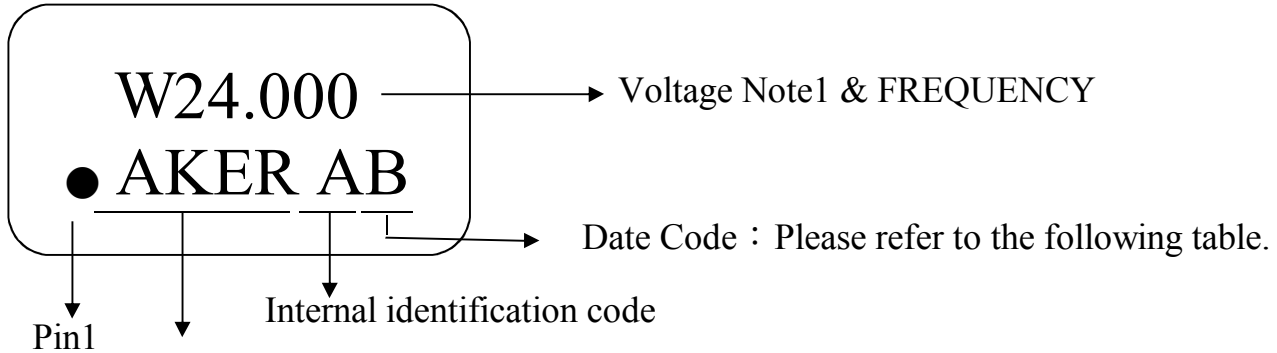 W24.000
Voltage Note1 & FREQUENCY
● AKER AB
Date Code：Please refer to the following table.
Internal identification code
Pin1